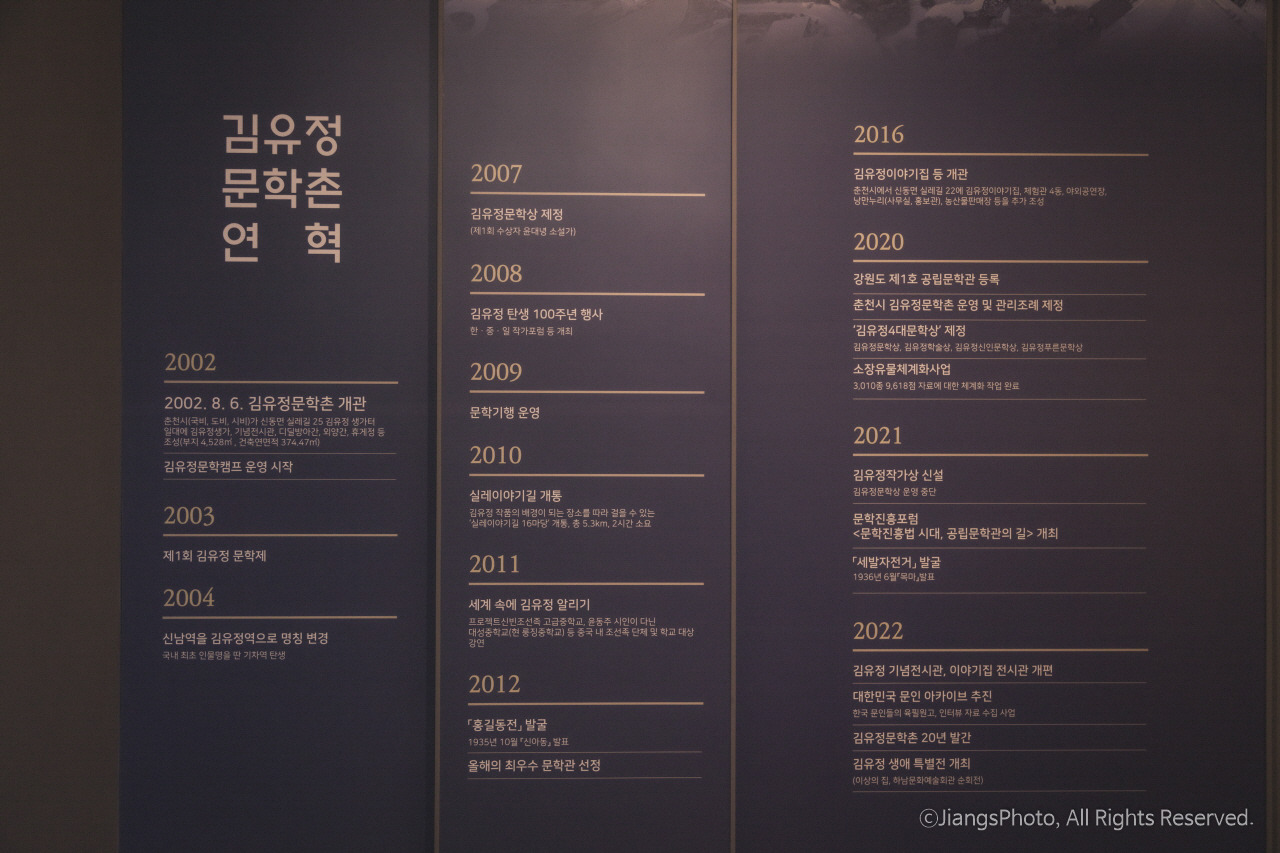 김유정
문학촌
연 혁
2002
2002. 8. 6. 김유정문학촌 개관
춘천시(국비, 도비, 시비)가 신동면 실레길 25 김유정 생가터
일대에 김유정생가, 기념전시관, 디딜방아간, 외양간, 휴게정 등
조성(부지 4,528㎡, 건축연면적 374.47㎡)
김유정문학캠프 운영 시작
2003
제1회 김유정 문학제
2004
신남역을 김유정역으로 명칭 변경
국내 최초 인물명을 딴 기차역 탄생
2007
김유정문학상 제정
(제1회 수상자 윤대녕 소설가)
2008
김유정 탄생 100주년 행사
한 · 중 · 일 작가포럼 등 개최
2009
문학기행 운영
2010
실레이야기길 개통
김유정 작품의 배경이 되는 장소를 따라 걸을 수 있는
'실레이야기길 16마당' 개통, 총 5.3km, 2시간 소요
2011
세계 속에 김유정 알리기
프로젝트신빈조선족 고급중학교, 윤동주 시인이 다닌
대성중학교(현 룡징중학교) 등 중국 내 조선족 단체 및 학교 대상
강연
2012
「홍길동전」 발굴
1935년 10월 『신아동』 발표
올해의 최우수 문학관 선정
2016
김유정이야기집 등 개관
춘천시에서 신동면 실레길 22에 김유정이야기집, 체험관 4동, 야외공연장,
낭만누리(사무실, 홍보관), 농산물판매장 등을 추가 조성
2020
강원도 제1호 공립문학관 등록
춘천시 김유정문학촌 운영 및 관리조례 제정
'김유정4대문학상' 제정
김유정문학상, 김유정학술상, 김유정신인문학상, 김유정푸른문학상
소장유물체계화사업
3,010종 9,618점 자료에 대한 체계화 작업 완료
2021
김유정작가상 신설
김유정문학상 운영 중단
문학진흥포럼
<문학진흥법 시대, 공립문학관의 길> 개최
「세발자전거」 발굴
1936년 6월『목마』발표
2022
김유정 기념전시관, 이야기집 전시관 개편
대한민국 문인 아카이브 추진
한국 문인들의 육필원고, 인터뷰 자료 수집 사업
김유정문학촌 20년 발간
김유정 생애 특별전 개최
(이상의 집, 하남문화예술회관 순회전)
ⓒJiangsPhoto, All Rights Reserved.